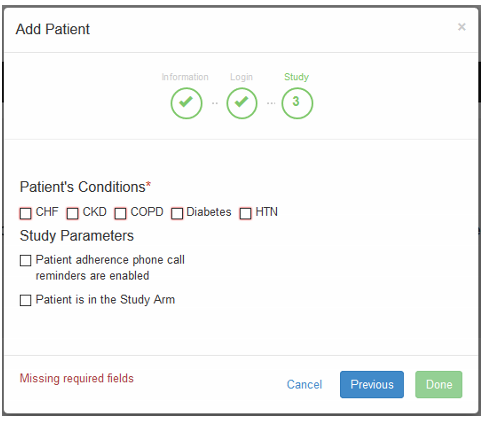 Add Patient ×
Information Login Study
3
Patient's Conditions*
CHF CKD COPD Diabetes HTN
Study Parameters
Patient adherence phone call
reminders are enabled
Patient is in the Study Arm
Missing required fields Cancel Previous Done